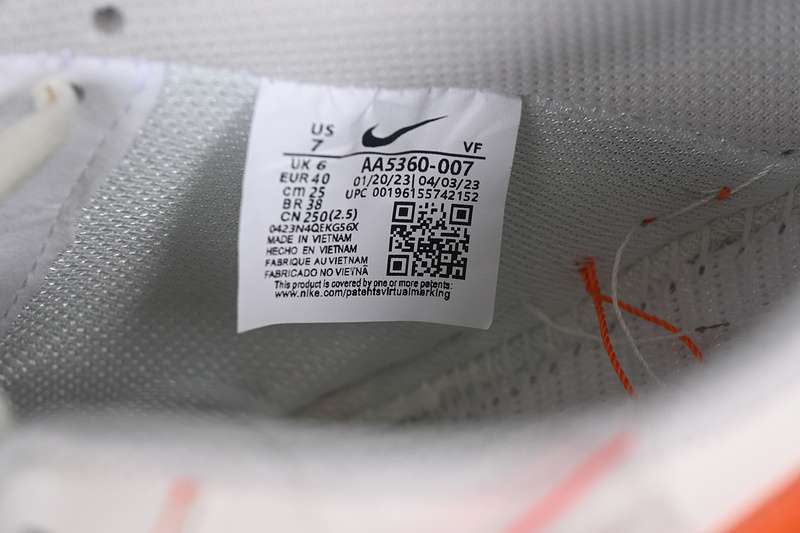 US
7
VF
UK 6
AA5360-007
EUR 40
01/20/23| 04/03/23
cm 25
UPC 00196155742152
BR 38
CN 250(2.5)
0423N4QEKG56X
MADE IN VIETNAM
HECHO EN VIETNAM
FABRIQUE AU VIETNAM
FABRICADO NO VIETNÃ
This product is covered by one or more patents:
www.nike.com/patentsvirtualmarking